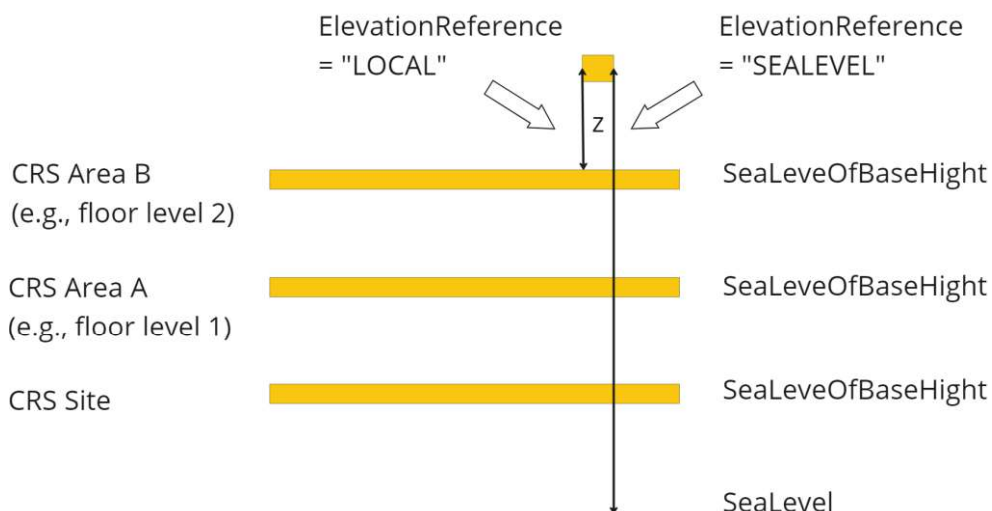 ElevationReference
= "LOCAL"
ElevationReference
= "SEALEVEL"
z
CRS Area B
(e.g., floor level 2)
SeaLeveOfBaseHight
CRS Area A
(e.g., floor level 1)
SeaLeveOfBaseHight
CRS Site
SeaLeveOfBaseHight
SeaLevel